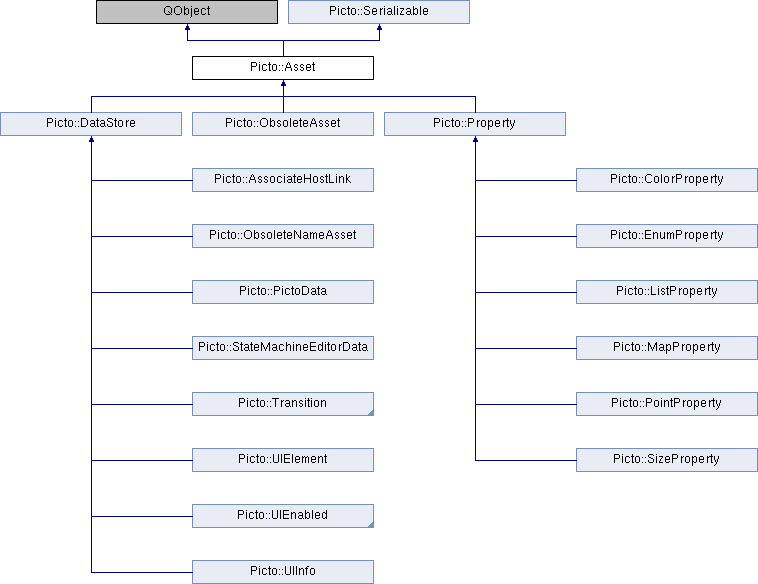 QObject
Picto::Serializable
Picto::Asset
Picto::DataStore
Picto::ObsoleteAsset
Picto::Property
Picto::AssociateHostLink
Picto::ColorProperty
Picto::ObsoleteNameAsset
Picto::EnumProperty
Picto::PictoData
Picto::ListProperty
Picto::StateMachineEditorData
Picto::MapProperty
Picto::Transition
Picto::PointProperty
Picto::UIElement
Picto::SizeProperty
Picto::UIEnabled
Picto::UIInfo